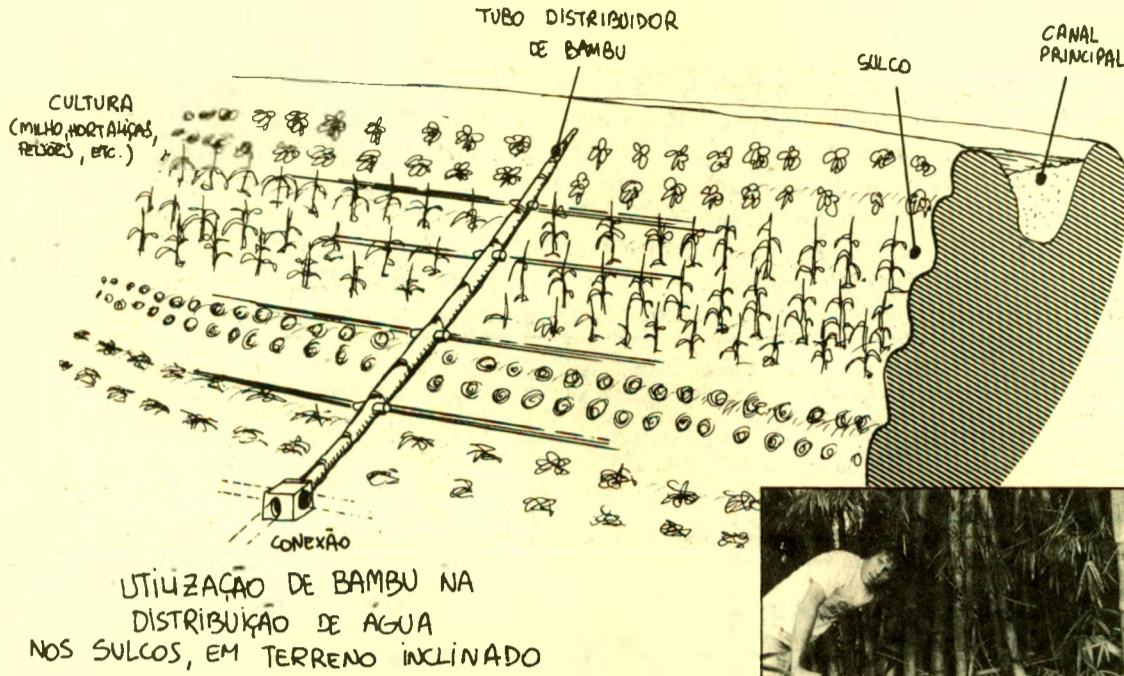 TUBO DISTRIBUIDOR
DE BAMBU
SULCO
CANAL
PRINCIPAL
CULTURA
(MILHO, HORTALIÇAS,
FEIJÕES, ETC.)
CONEXÃO
UTILIZAÇAO DE BAMBU NA
DISTRIBUIÇÃO DE ÁGUA
NOS SULCOS, EM TERRENO INCLINADO